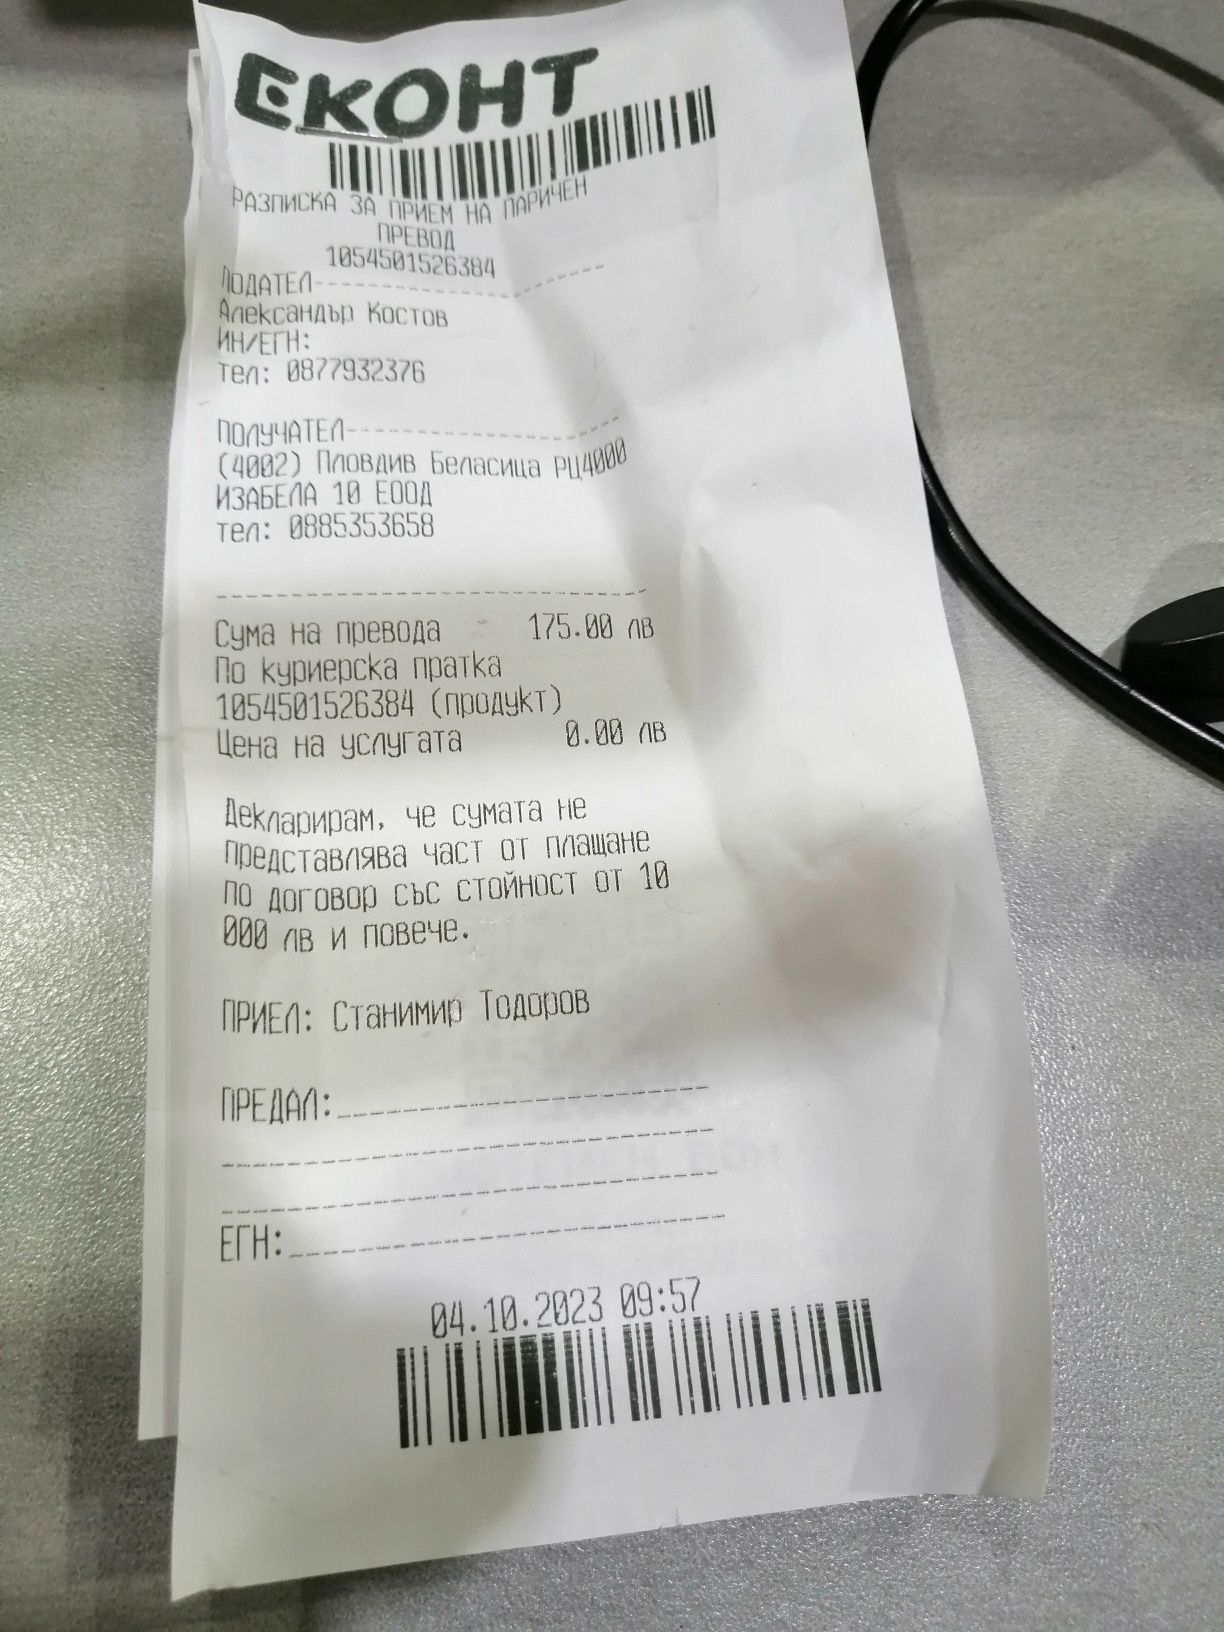 ЕКОНТ
РАЗПИСКА ЗА ПРИЕМ НА ПАРИЧЕН
ПРЕВОД
1054501526384
ПОДАТЕЛ--------------------
Александър Костов
ИН/ЕГН:
тел: 0877932376
ПОЛУЧАТЕЛ--------------------
(4002) Пловдив Беласица РЦ4000
ИЗАБЕЛА 10 ЕООД
тел: 0885353658
Сума на превода 175.00 лв
По куриерска пратка
1054501526384 (продукт)
Цена на услугата 0.00 лв
Декларирам, че сумата не
представлява част от плащане
по договор със стойност от 10
000 лв и повече.
ПРИЕЛ: Станимир Тодоров
ПРЕДАЛ:
ЕГН:
04.10.2023 09:57